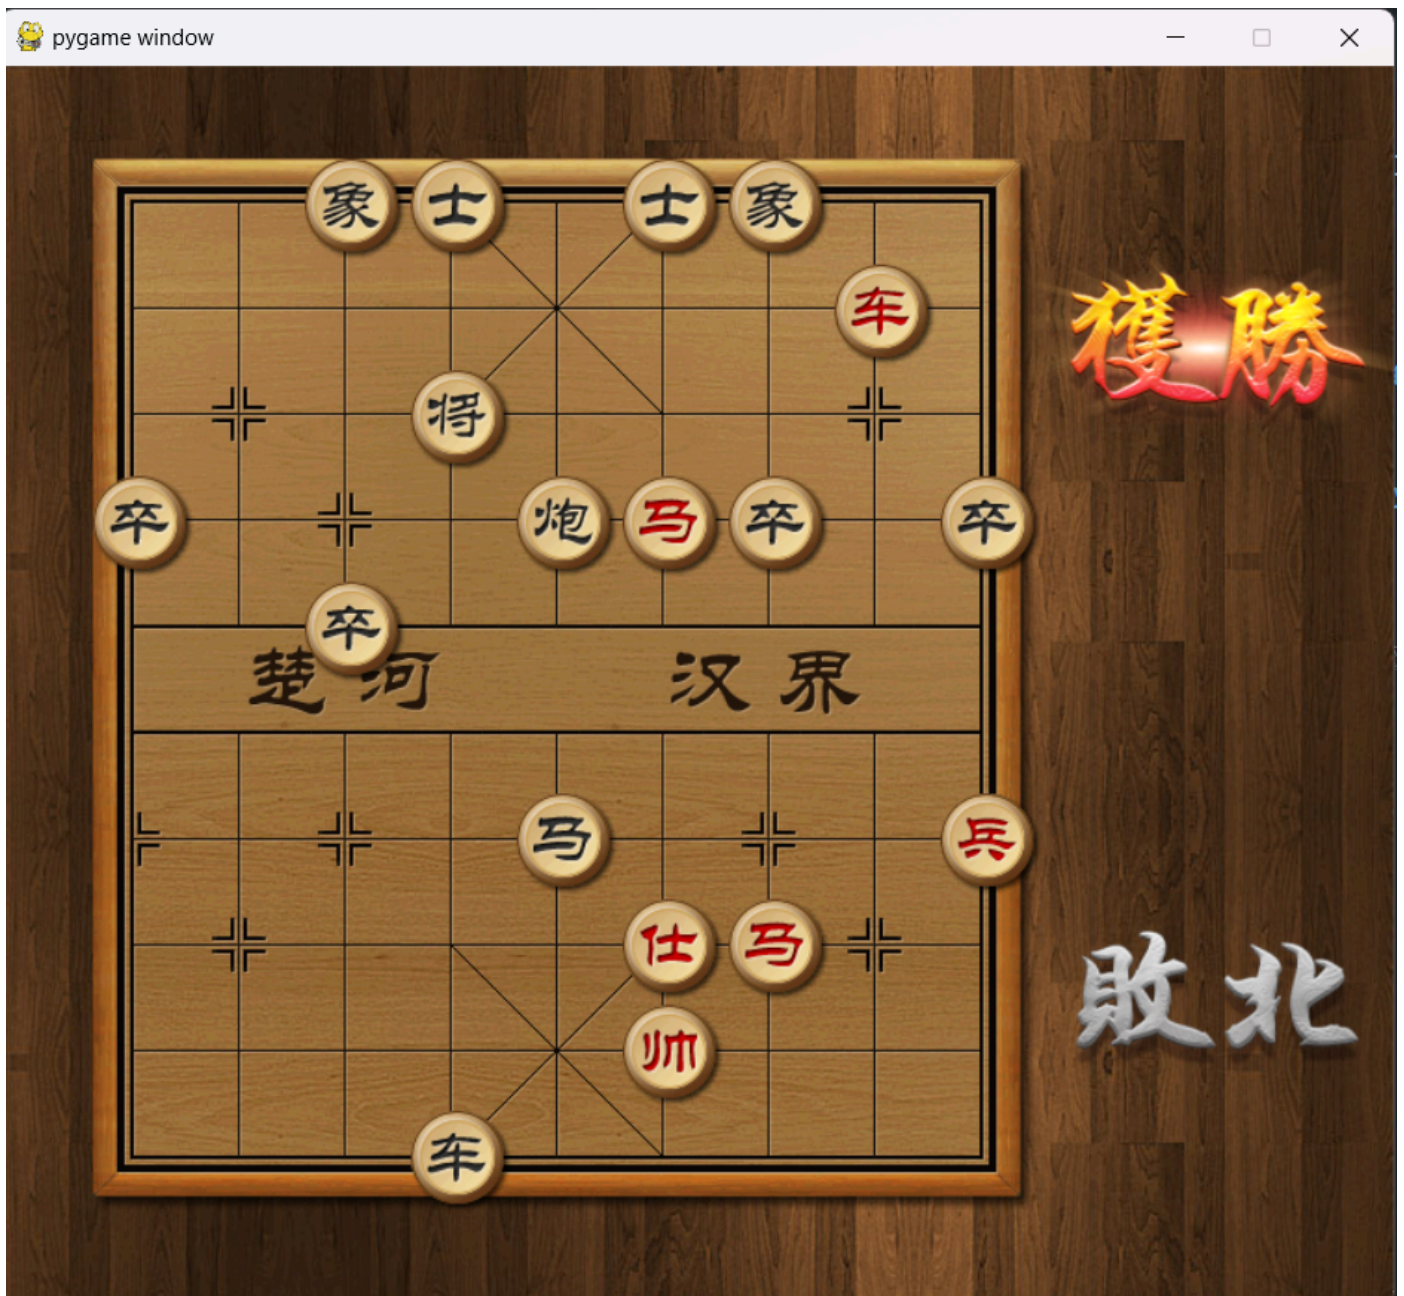 pygame window
象 士 士 象
车
獲勝
将
卒 炮 马 卒 卒
卒
楚河 汉界
马 兵
仕 马
敗北
帅
车